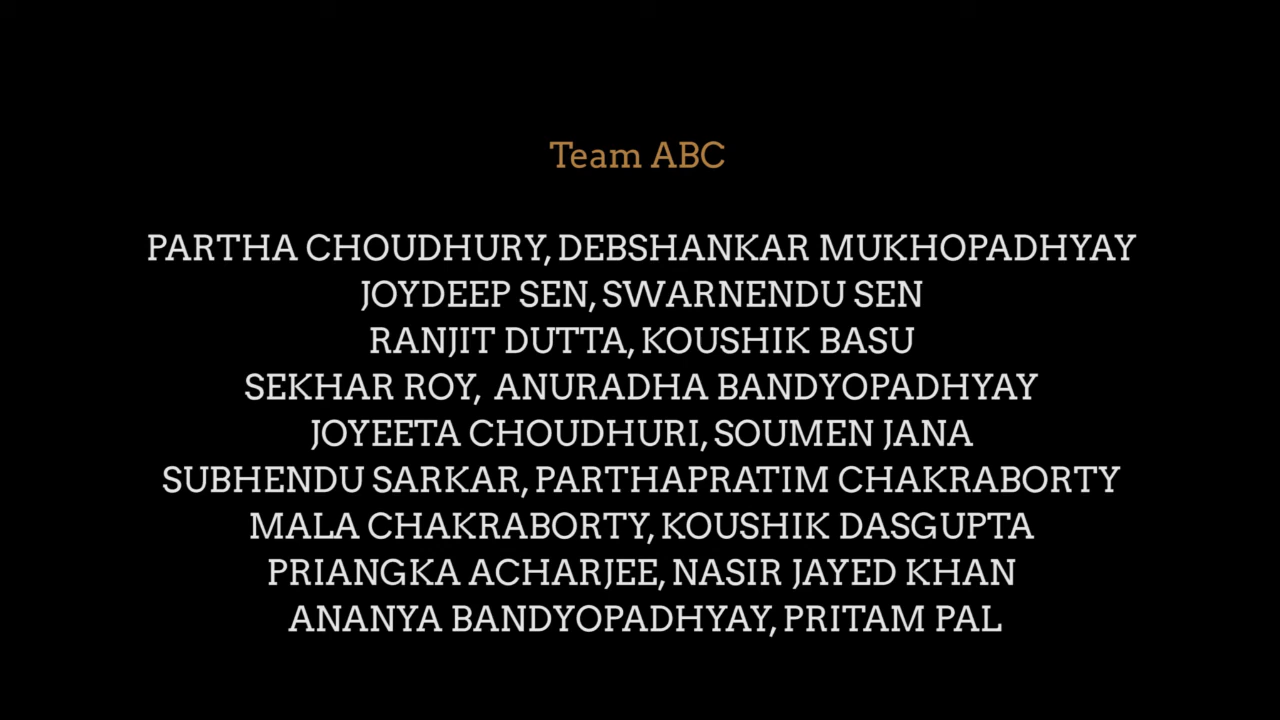 Team ABC
PARTHA CHOUDHURY, DEBSHANKAR MUKHOPADHYAY
JOYDEEP SEN, SWARNENDU SEN
RANJIT DUTTA, KOUSHIK BASU
SEKHAR ROY, ANURADHA BANDYOPADHYAY
JOYEETA CHOUDHURI, SOUMEN JANA
SUBHENDU SARKAR, PARTHAPRATIM CHAKRABORTY
MALA CHAKRABORTY, KOUSHIK DASGUPTA
PRIANGKA ACHARJEE, NASIR JAYED KHAN
ANANYA BANDYOPADHYAY, PRITAM PAL